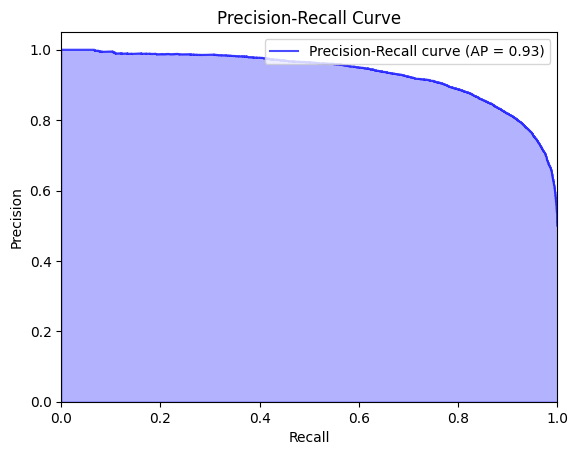 Precision-Recall Curve
Precision-Recall curve (AP = 0.93)
Precision
1.0
0.8
0.6
0.4
0.2
0.0
0.0 0.2 0.4 0.6 0.8 1.0
Recall